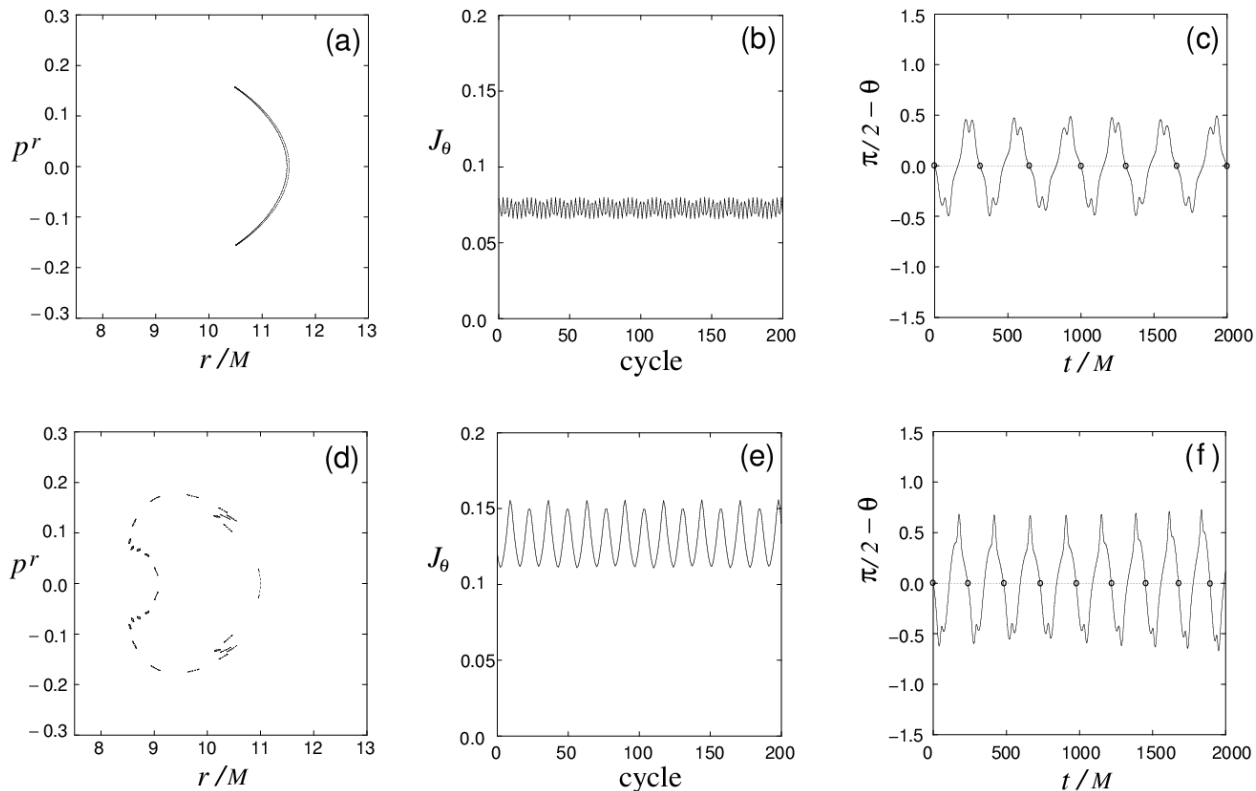 (a)
0.3
0.2
0.1
0.0
−0.1
−0.2
−0.3
p^r
8 9 10 11 12 13
r/M
(b)
0.2
0.15
0.1
0.05
0.0
J_θ
0 50 100 150 200
cycle
(c)
1.5
1.0
0.5
0.0
−0.5
−1.0
−1.5
π/2 − θ
0 500 1000 1500 2000
t/M
(d)
0.3
0.2
0.1
0.0
−0.1
−0.2
−0.3
p^r
8 9 10 11 12 13
r/M
(e)
0.2
0.15
0.1
0.05
0.0
J_θ
0 50 100 150 200
cycle
(f)
1.5
1.0
0.5
0.0
−0.5
−1.0
−1.5
π/2 − θ
0 500 1000 1500 2000
t/M